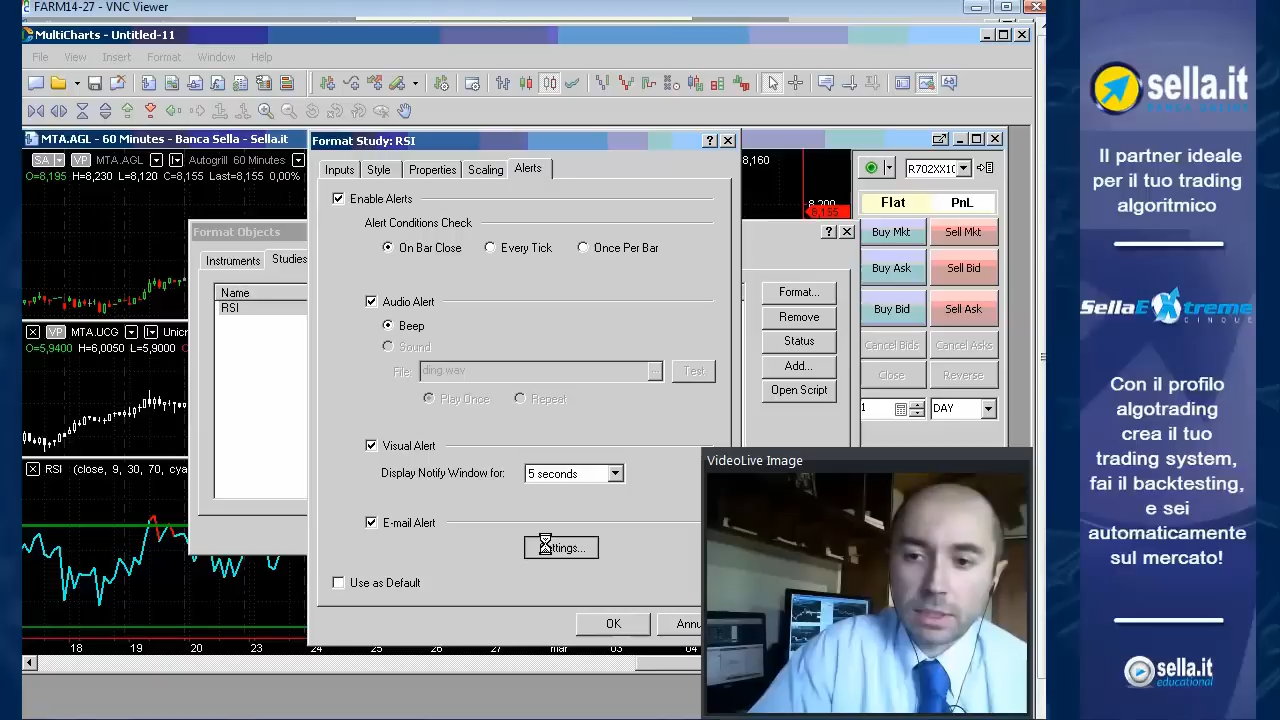 FARM14-27 - VNC Viewer
MultiCharts - Untitled-11
File View Insert Format Window Help
MTA.AGL - 60 Minutes - Banca Sella - Sella.it
SA VP MTA.AGL Autogrill 60 Minutes
O=8,195 H=8,230 L=8,120 C=8,155 Last=8,155 0,00%
8,160
8,200
8,155
R702XX10
Flat PnL
Buy Mkt Sell Mkt
Buy Ask Sell Bid
Buy Bid Sell Ask
Cancel Bids Cancel Asks
Close Reverse
1 DAY
Format Objects
Instruments Studies
Name
RSI
Format...
Remove
Status
Add...
Open Script
VP MTA.UCG
O=5,9400 H=6,0050 L=5,9000
RSI (close, 9, 30, 70, cya
18 19 20 23 24 25 26 27 mar 03 04
Format Study: RSI
Inputs Style Properties Scaling Alerts
Enable Alerts
Alert Conditions Check
On Bar Close Every Tick Once Per Bar
Audio Alert
Beep
Sound
File: ding.wav ... Test
Play Once Repeat
Visual Alert
Display Notify Window for: 5 seconds
E-mail Alert
Use as Default
OK
VideoLive Image
sella.it
BANCA ONLINE
Il partner ideale
per il tuo trading
algoritmico
SellaEXtreme
CINQUE
Con il profilo
algotrading
crea il tuo
trading system,
fai il backtesting,
e sei
automaticamente
sul mercato!
sella.it
educational